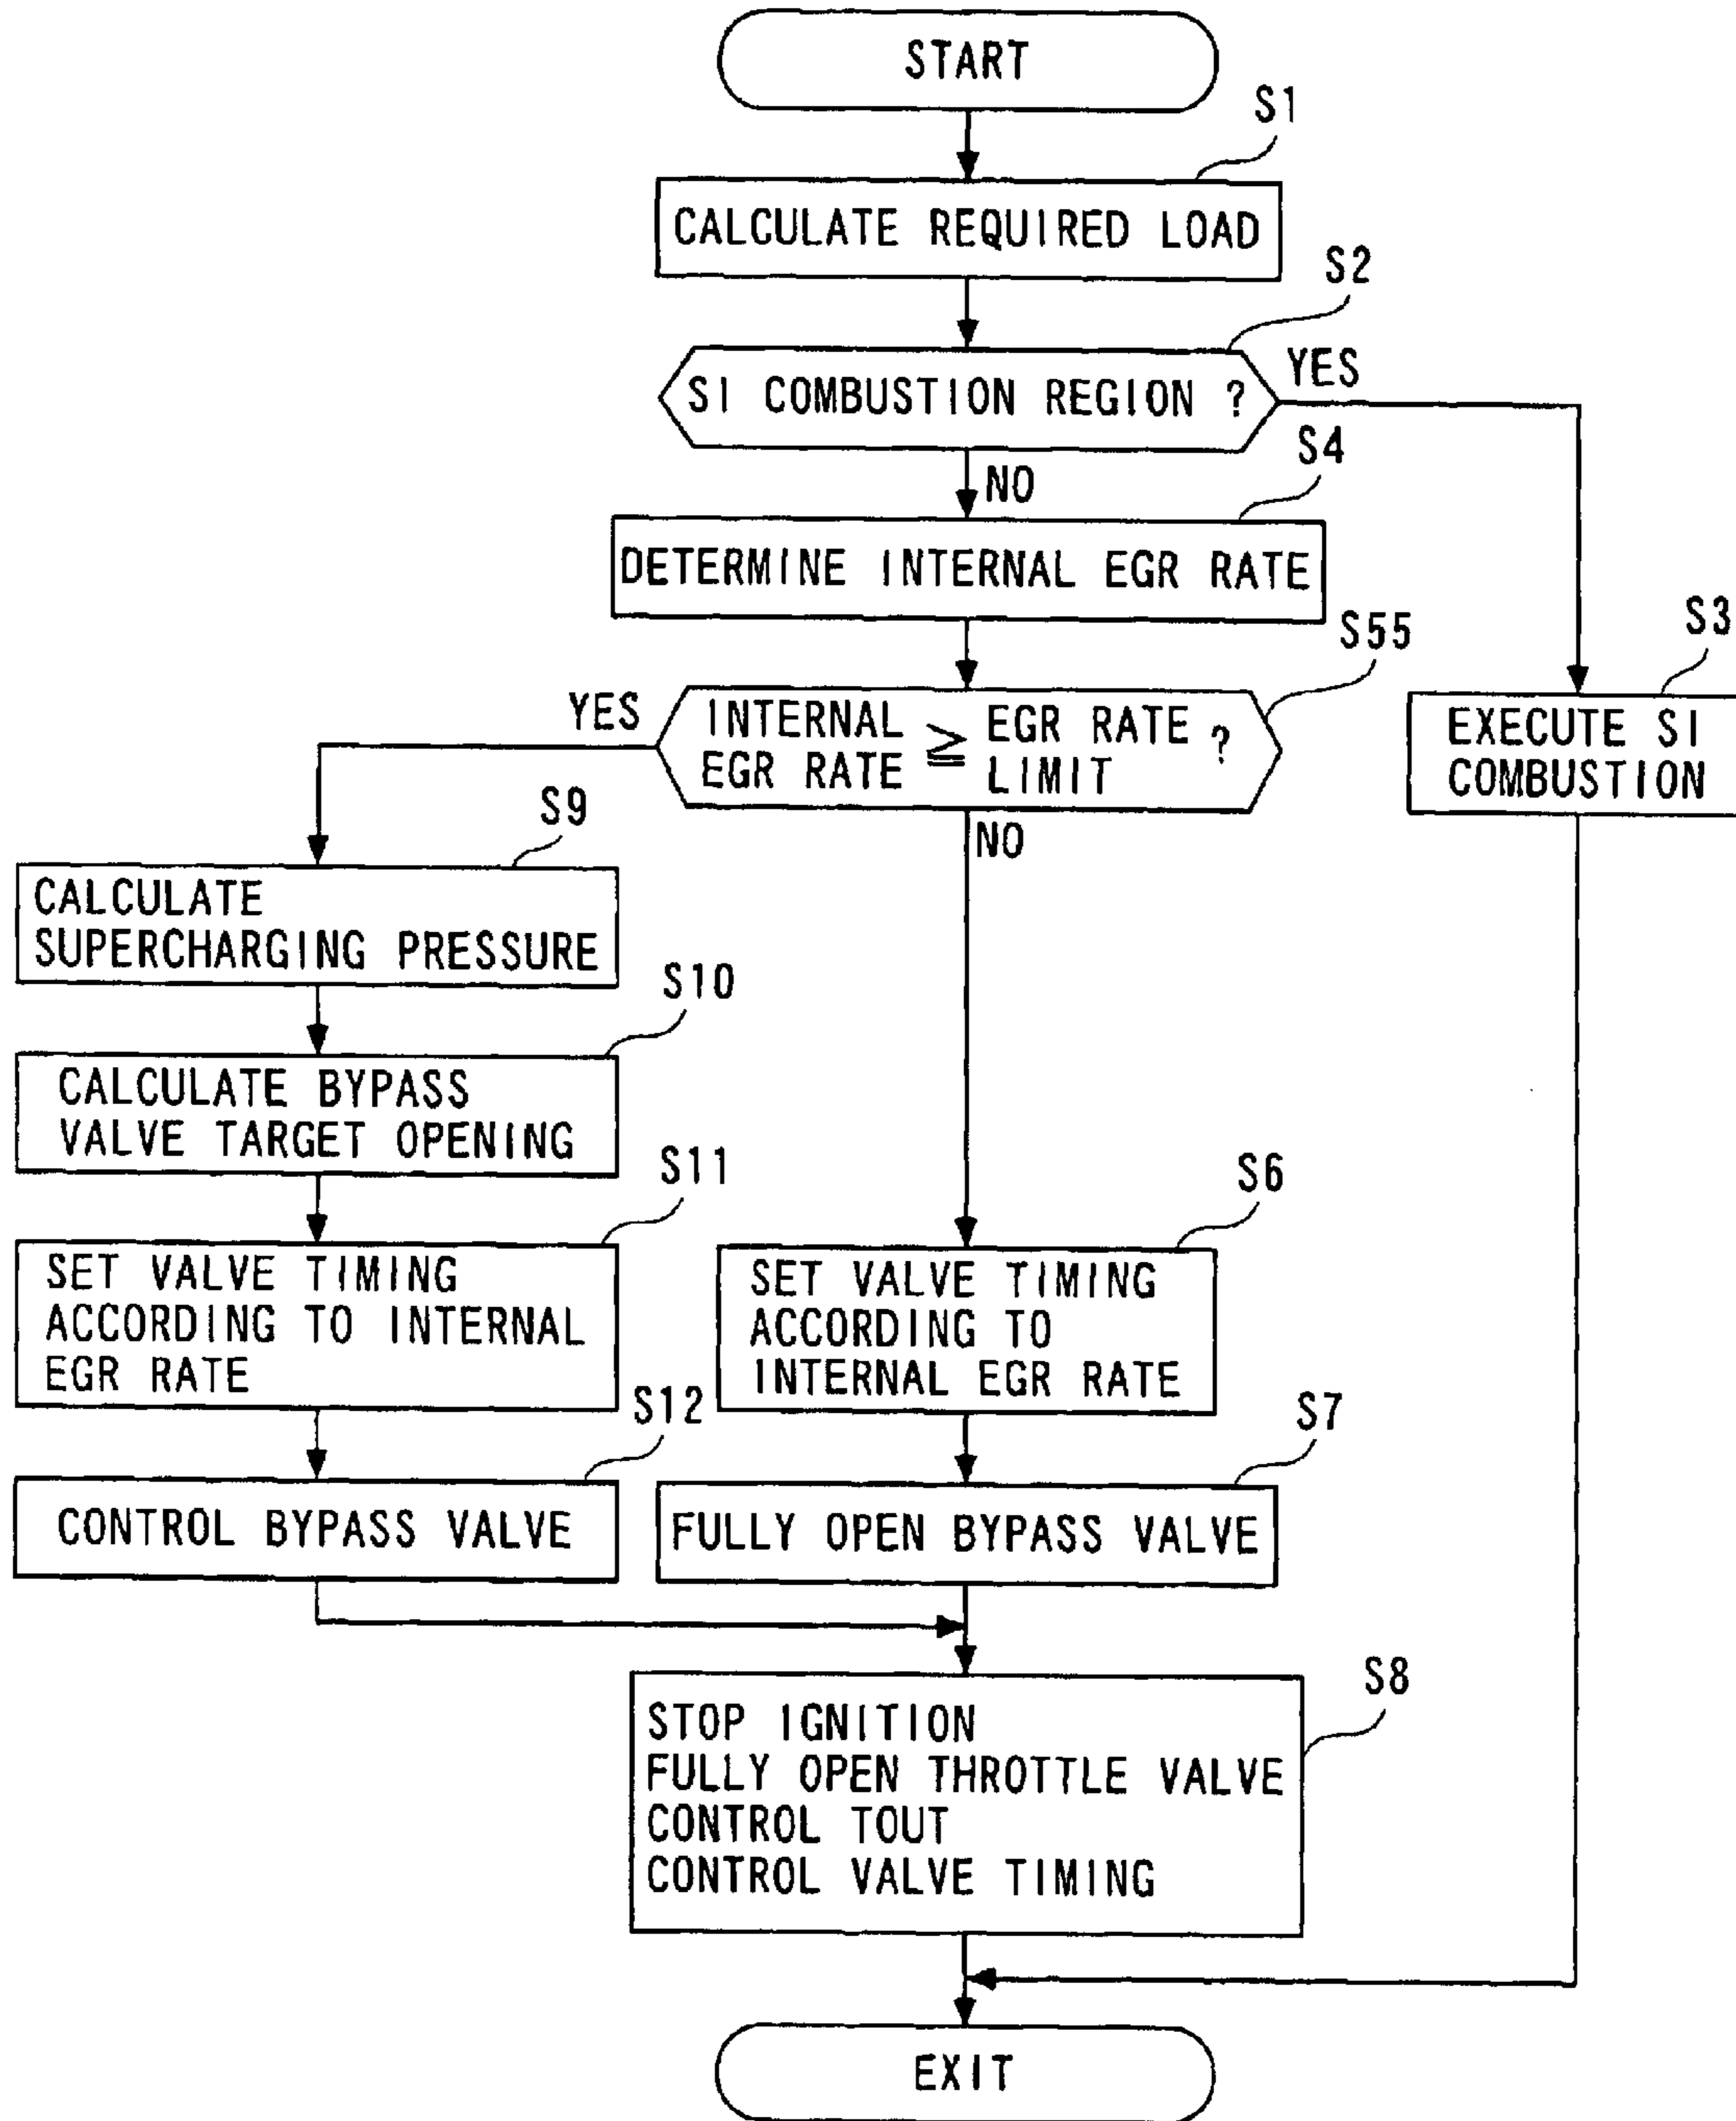 START
S1
CALCULATE REQUIRED LOAD
S2
SI COMBUSTION REGION ?
YES
S4
NO
DETERMINE INTERNAL EGR RATE
S55
S3
YES
INTERNAL EGR RATE ≧ EGR RATE LIMIT ?
EXECUTE SI
COMBUSTION
NO
S9
CALCULATE
SUPERCHARGING PRESSURE
S10
CALCULATE BYPASS
VALVE TARGET OPENING
S11
SET VALVE TIMING
ACCORDING TO INTERNAL
EGR RATE
S6
SET VALVE TIMING
ACCORDING TO
INTERNAL EGR RATE
S12
CONTROL BYPASS VALVE
S7
FULLY OPEN BYPASS VALVE
S8
STOP IGNITION
FULLY OPEN THROTTLE VALVE
CONTROL TOUT
CONTROL VALVE TIMING
EXIT